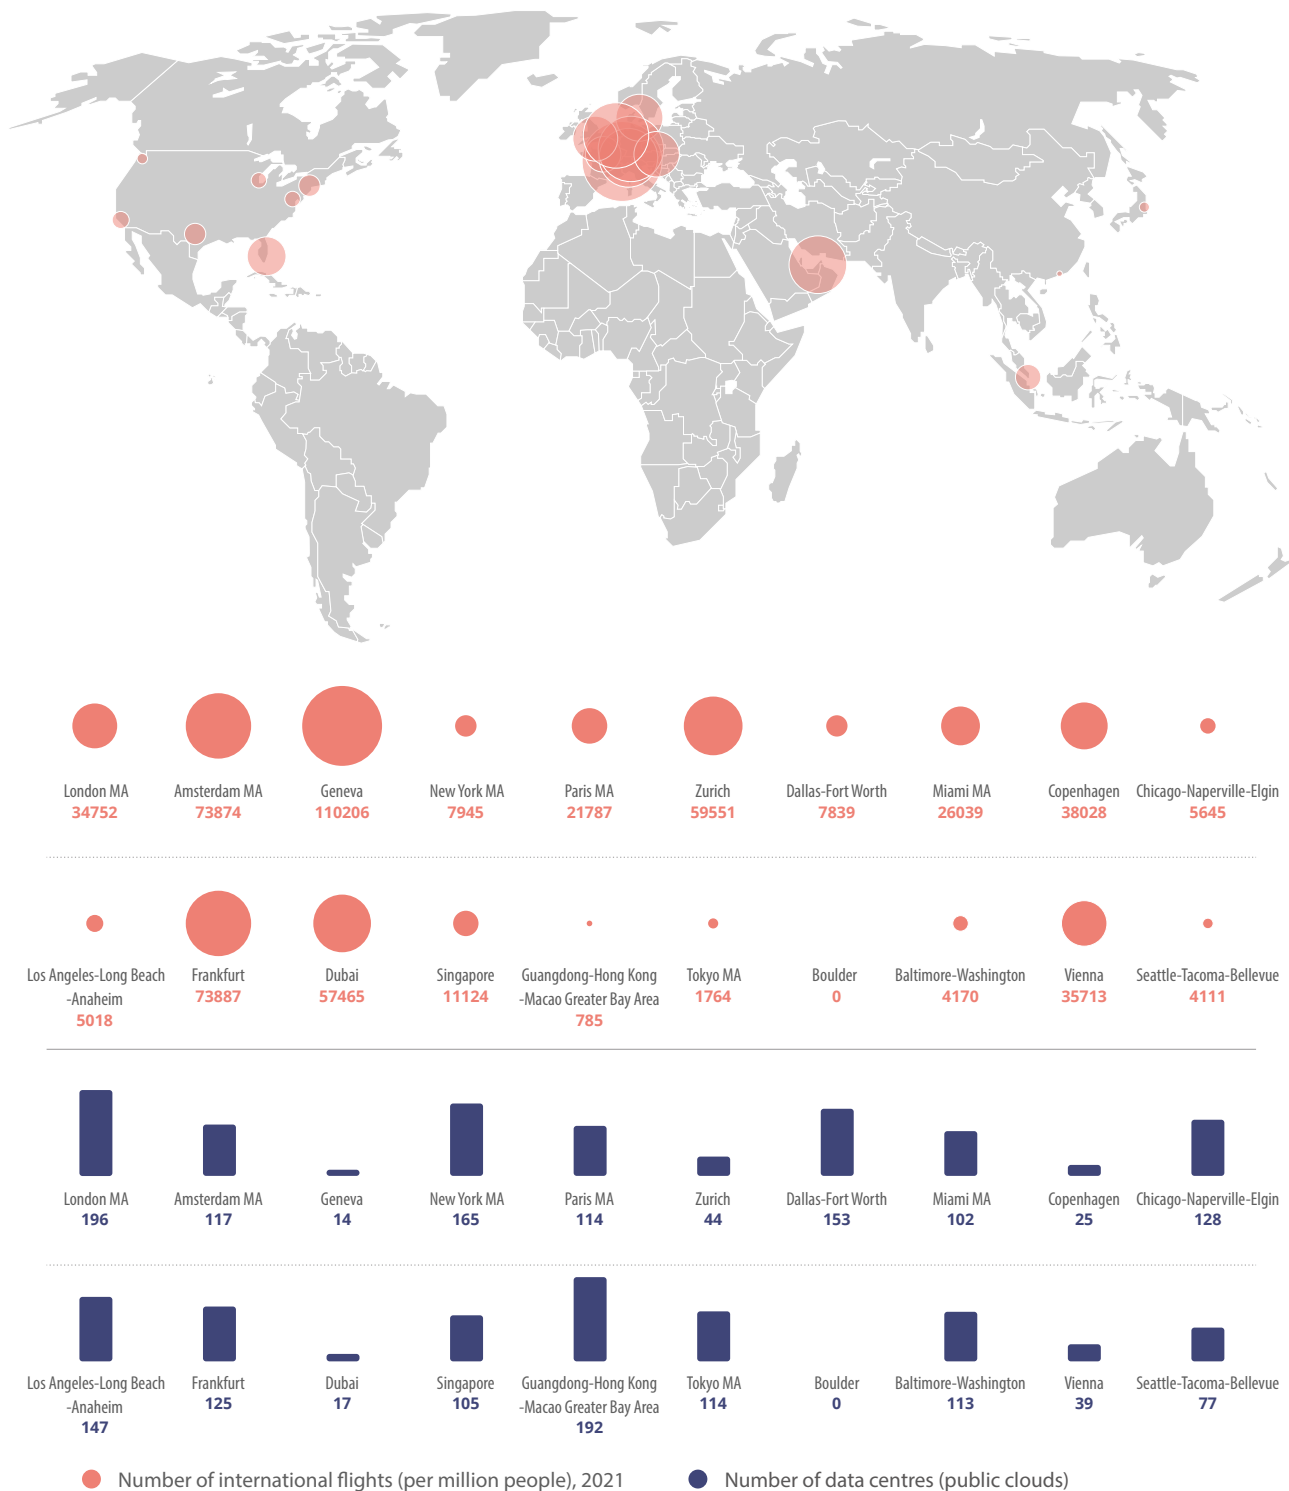 London MA
34752
Amsterdam MA
73874
Geneva
110206
New York MA
7945
Paris MA
21787
Zurich
59551
Dallas-Fort Worth
7839
Miami MA
26039
Copenhagen
38028
Chicago-Naperville-Elgin
5645
Los Angeles-Long Beach
-Anaheim
5018
Frankfurt
73887
Dubai
57465
Singapore
11124
Guangdong-Hong Kong
-Macao Greater Bay Area
785
Tokyo MA
1764
Boulder
0
Baltimore-Washington
4170
Vienna
35713
Seattle-Tacoma-Bellevue
4111
London MA
196
Amsterdam MA
117
Geneva
14
New York MA
165
Paris MA
114
Zurich
44
Dallas-Fort Worth
153
Miami MA
102
Copenhagen
25
Chicago-Naperville-Elgin
128
Los Angeles-Long Beach
-Anaheim
147
Frankfurt
125
Dubai
17
Singapore
105
Guangdong-Hong Kong
-Macao Greater Bay Area
192
Tokyo MA
114
Boulder
0
Baltimore-Washington
113
Vienna
39
Seattle-Tacoma-Bellevue
77
Number of international flights (per million people), 2021
Number of data centres (public clouds)